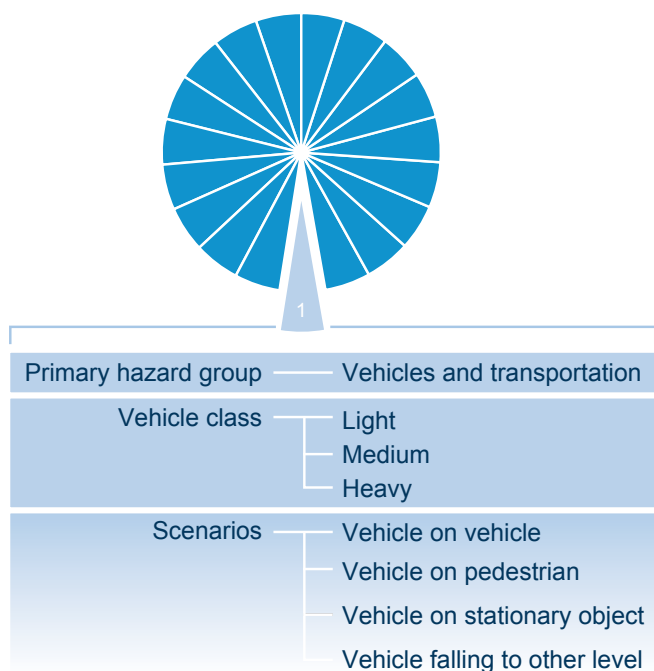 1
Primary hazard group Vehicles and transportation
Vehicle class Light
Medium
Heavy
Scenarios Vehicle on vehicle
Vehicle on pedestrian
Vehicle on stationary object
Vehicle falling to other level